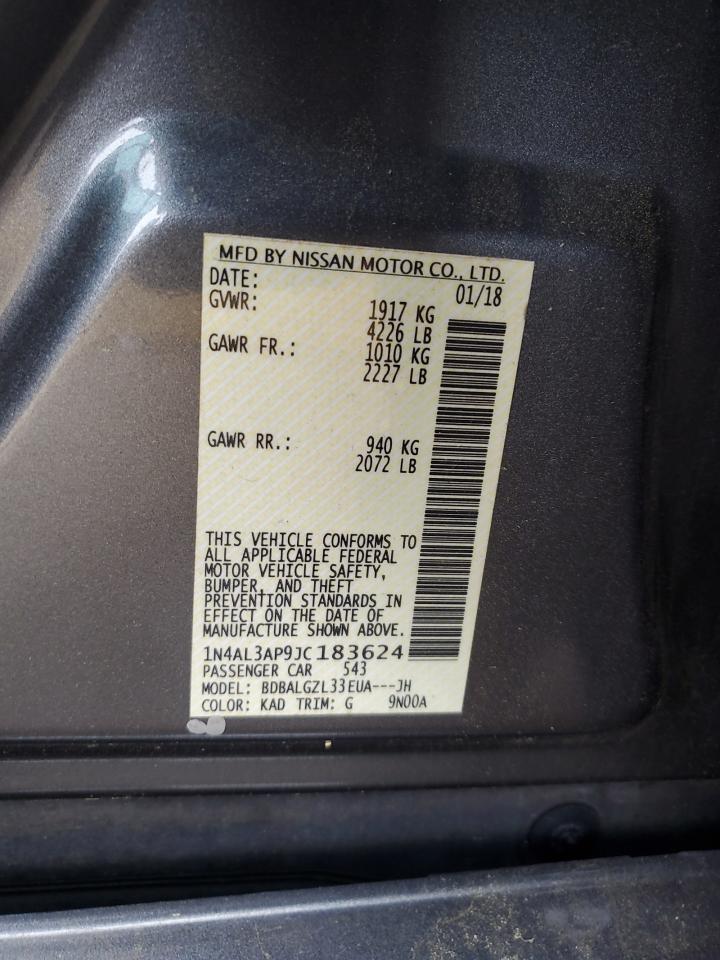 MFD BY NISSAN MOTOR CO., LTD.
DATE: 01/18
GVWR: 1917 KG
4226 LB
GAWR FR.: 1010 KG
2227 LB
GAWR RR.: 940 KG
2072 LB
THIS VEHICLE CONFORMS TO
ALL APPLICABLE FEDERAL
MOTOR VEHICLE SAFETY,
BUMPER, AND THEFT
PREVENTION STANDARDS IN
EFFECT ON THE DATE OF
MANUFACTURE SHOWN ABOVE.
1N4AL3AP9JC183624
PASSENGER CAR 543
MODEL: BDBALGZL33EUA---JH
COLOR: KAD TRIM: G 9N00A